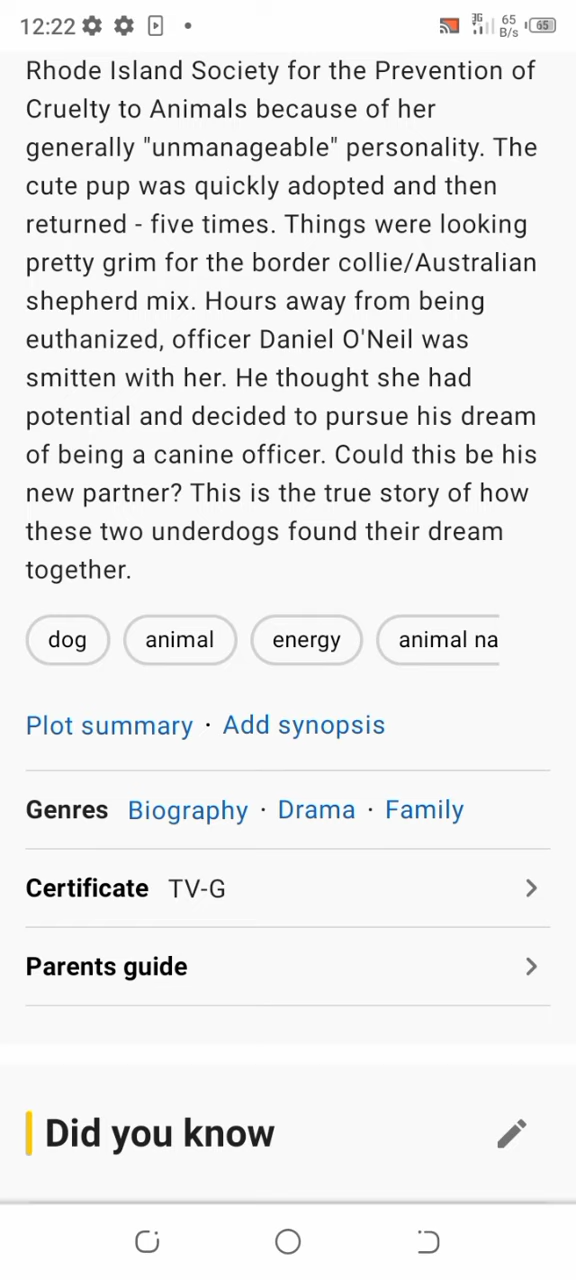 12:22 3G 65 B/s 65
Rhode Island Society for the Prevention of
Cruelty to Animals because of her
generally "unmanageable" personality. The
cute pup was quickly adopted and then
returned - five times. Things were looking
pretty grim for the border collie/Australian
shepherd mix. Hours away from being
euthanized, officer Daniel O'Neil was
smitten with her. He thought she had
potential and decided to pursue his dream
of being a canine officer. Could this be his
new partner? This is the true story of how
these two underdogs found their dream
together.
dog animal energy animal na
Plot summary · Add synopsis
Genres Biography · Drama · Family
Certificate TV-G
Parents guide
Did you know